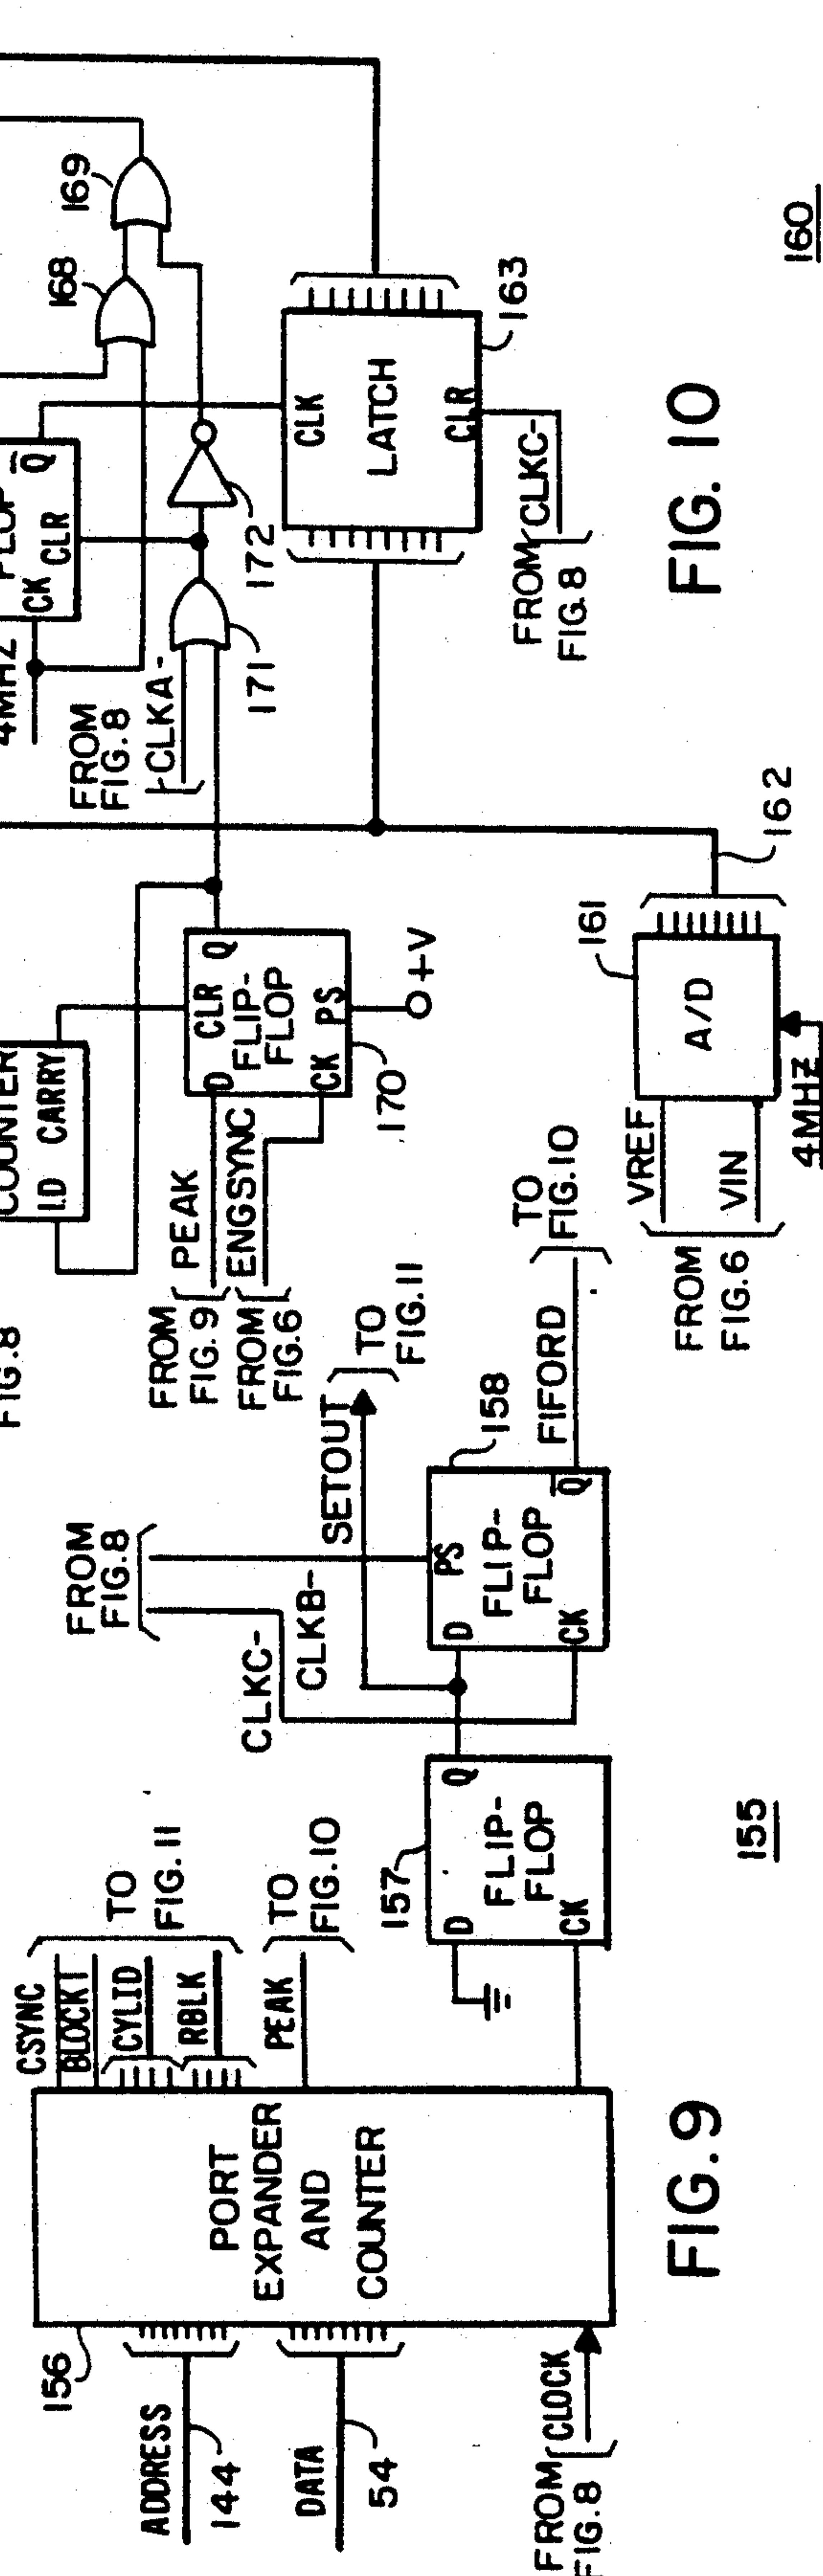 FIG. 9
155
156
ADDRESS
144
DATA
54
FROM
FIG. 8
CLOCK
PORT
EXPANDER
AND
COUNTER
CSYNC
BLOCKT
CYLID
RBLK
TO
FIG. 11
PEAK
TO
FIG. 10
157
D
Q
FLIP-
FLOP
CK
FROM
FIG. 8
CLKC-
CLKB-
SETOUT
TO
FIG. 11
158
D
PS
FLIP-
FLOP
CK
Q
FIFORD
TO
FIG. 10
FIG. 10
160
FIG. 8
COUNTER
LD CARRY
FROM
FIG. 9
PEAK
FROM
FIG. 6
ENGSYNC
D
CLR
Q
FLIP-
FLOP
CK
PS
170
+V
4MHZ
CK
CLR
Q
FLOP
FROM
FIG. 8
CLKA-
171
172
168
169
CLK
LATCH
CLR
163
FROM
FIG. 8
CLKC-
FROM
FIG. 6
VREF
VIN
A/D
161
162
4MHZ